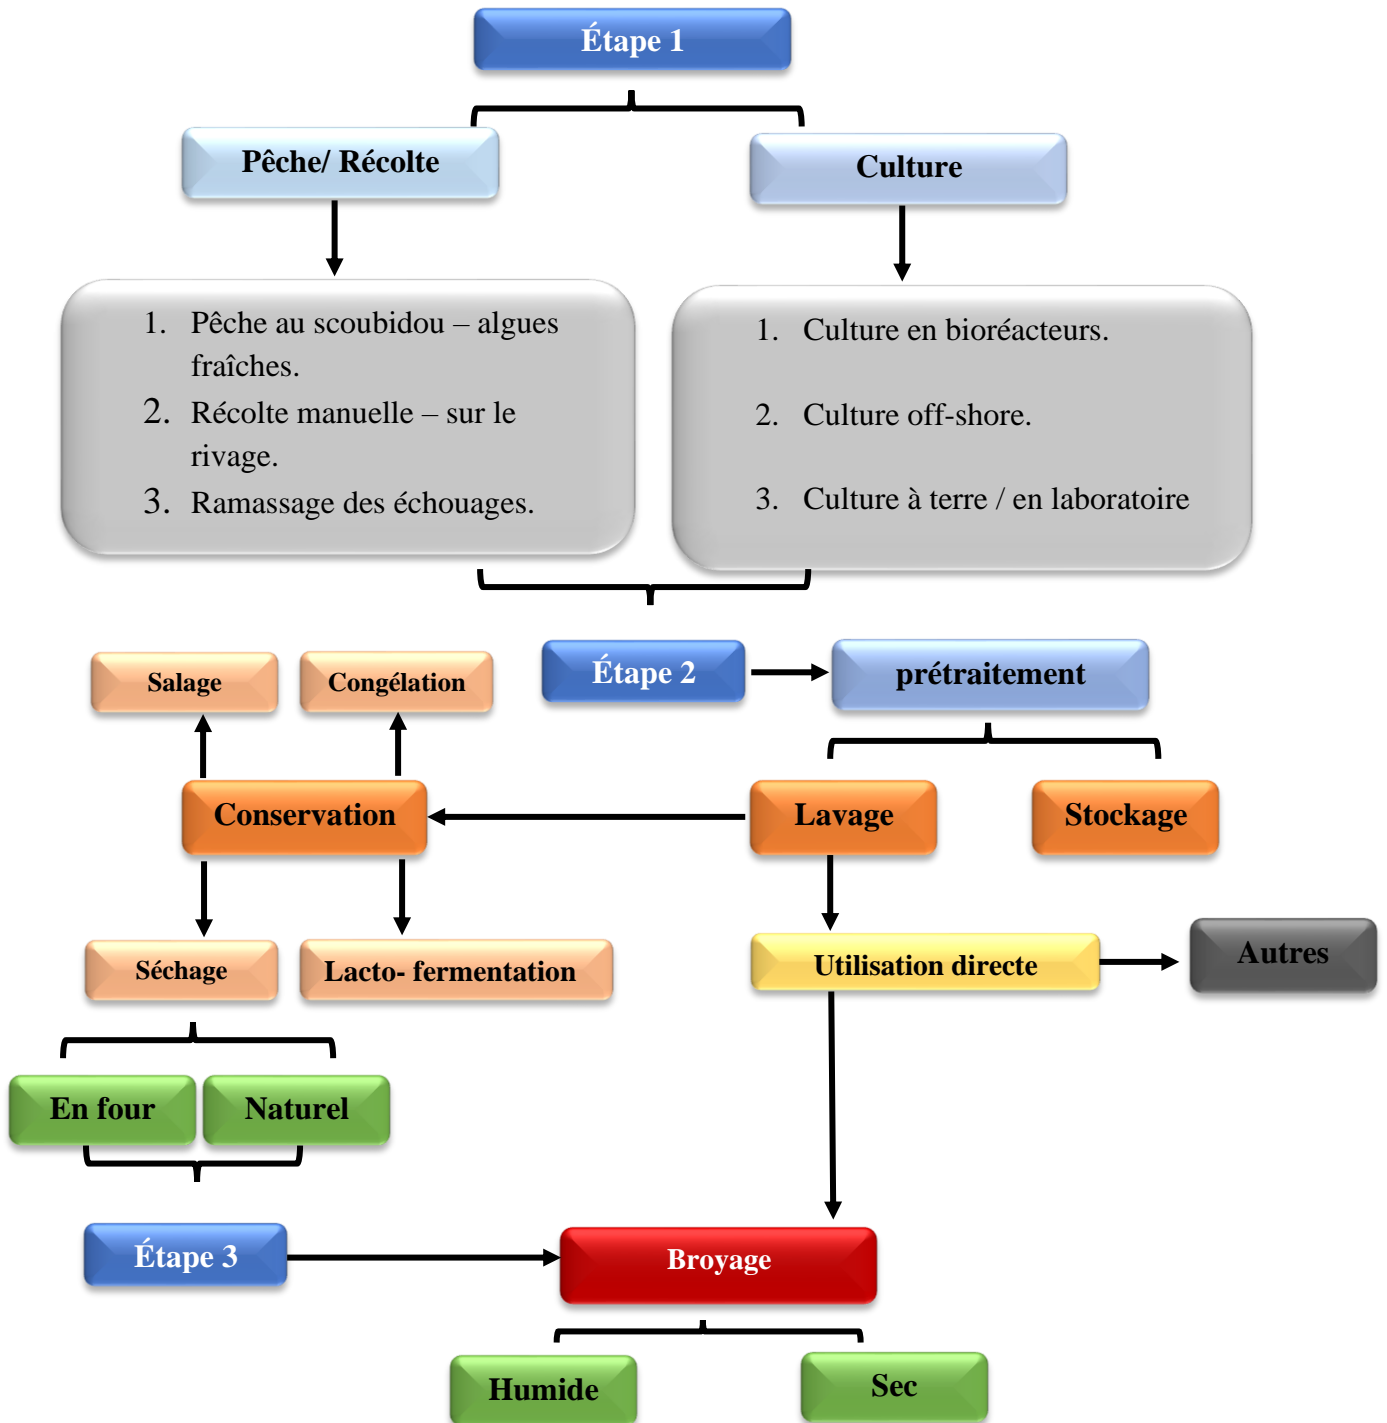 Étape 1
Pêche/ Récolte
Culture
1. Pêche au scoubidou – algues
fraîches.
2. Récolte manuelle – sur le
rivage.
3. Ramassage des échouages.
1. Culture en bioréacteurs.
2. Culture off-shore.
3. Culture à terre / en laboratoire
Étape 2
prétraitement
Salage
Congélation
Conservation
Lavage
Stockage
Séchage
Lacto- fermentation
Utilisation directe
Autres
En four
Naturel
Étape 3
Broyage
Humide
Sec